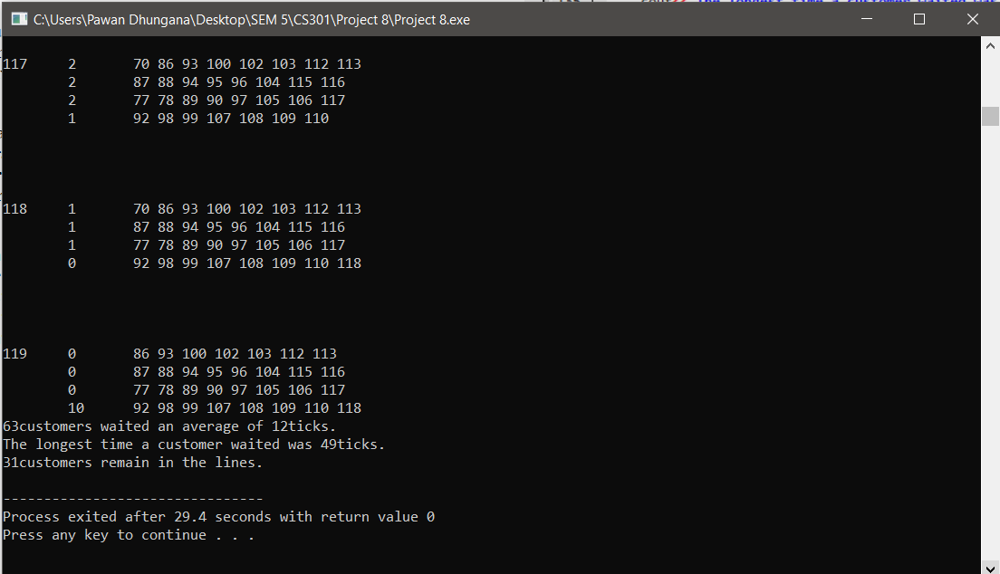 C:\Users\Pawan Dhungana\Desktop\SEM 5\CS301\Project 8\Project 8.exe
117 2 70 86 93 100 102 103 112 113
2 87 88 94 95 96 104 115 116
2 77 78 89 90 97 105 106 117
1 92 98 99 107 108 109 110
118 1 70 86 93 100 102 103 112 113
1 87 88 94 95 96 104 115 116
1 77 78 89 90 97 105 106 117
0 92 98 99 107 108 109 110 118
119 0 86 93 100 102 103 112 113
0 87 88 94 95 96 104 115 116
0 77 78 89 90 97 105 106 117
10 92 98 99 107 108 109 110 118
63customers waited an average of 12ticks.
The longest time a customer waited was 49ticks.
31customers remain in the lines.
--------------------------------
Process exited after 29.4 seconds with return value 0
Press any key to continue . . .